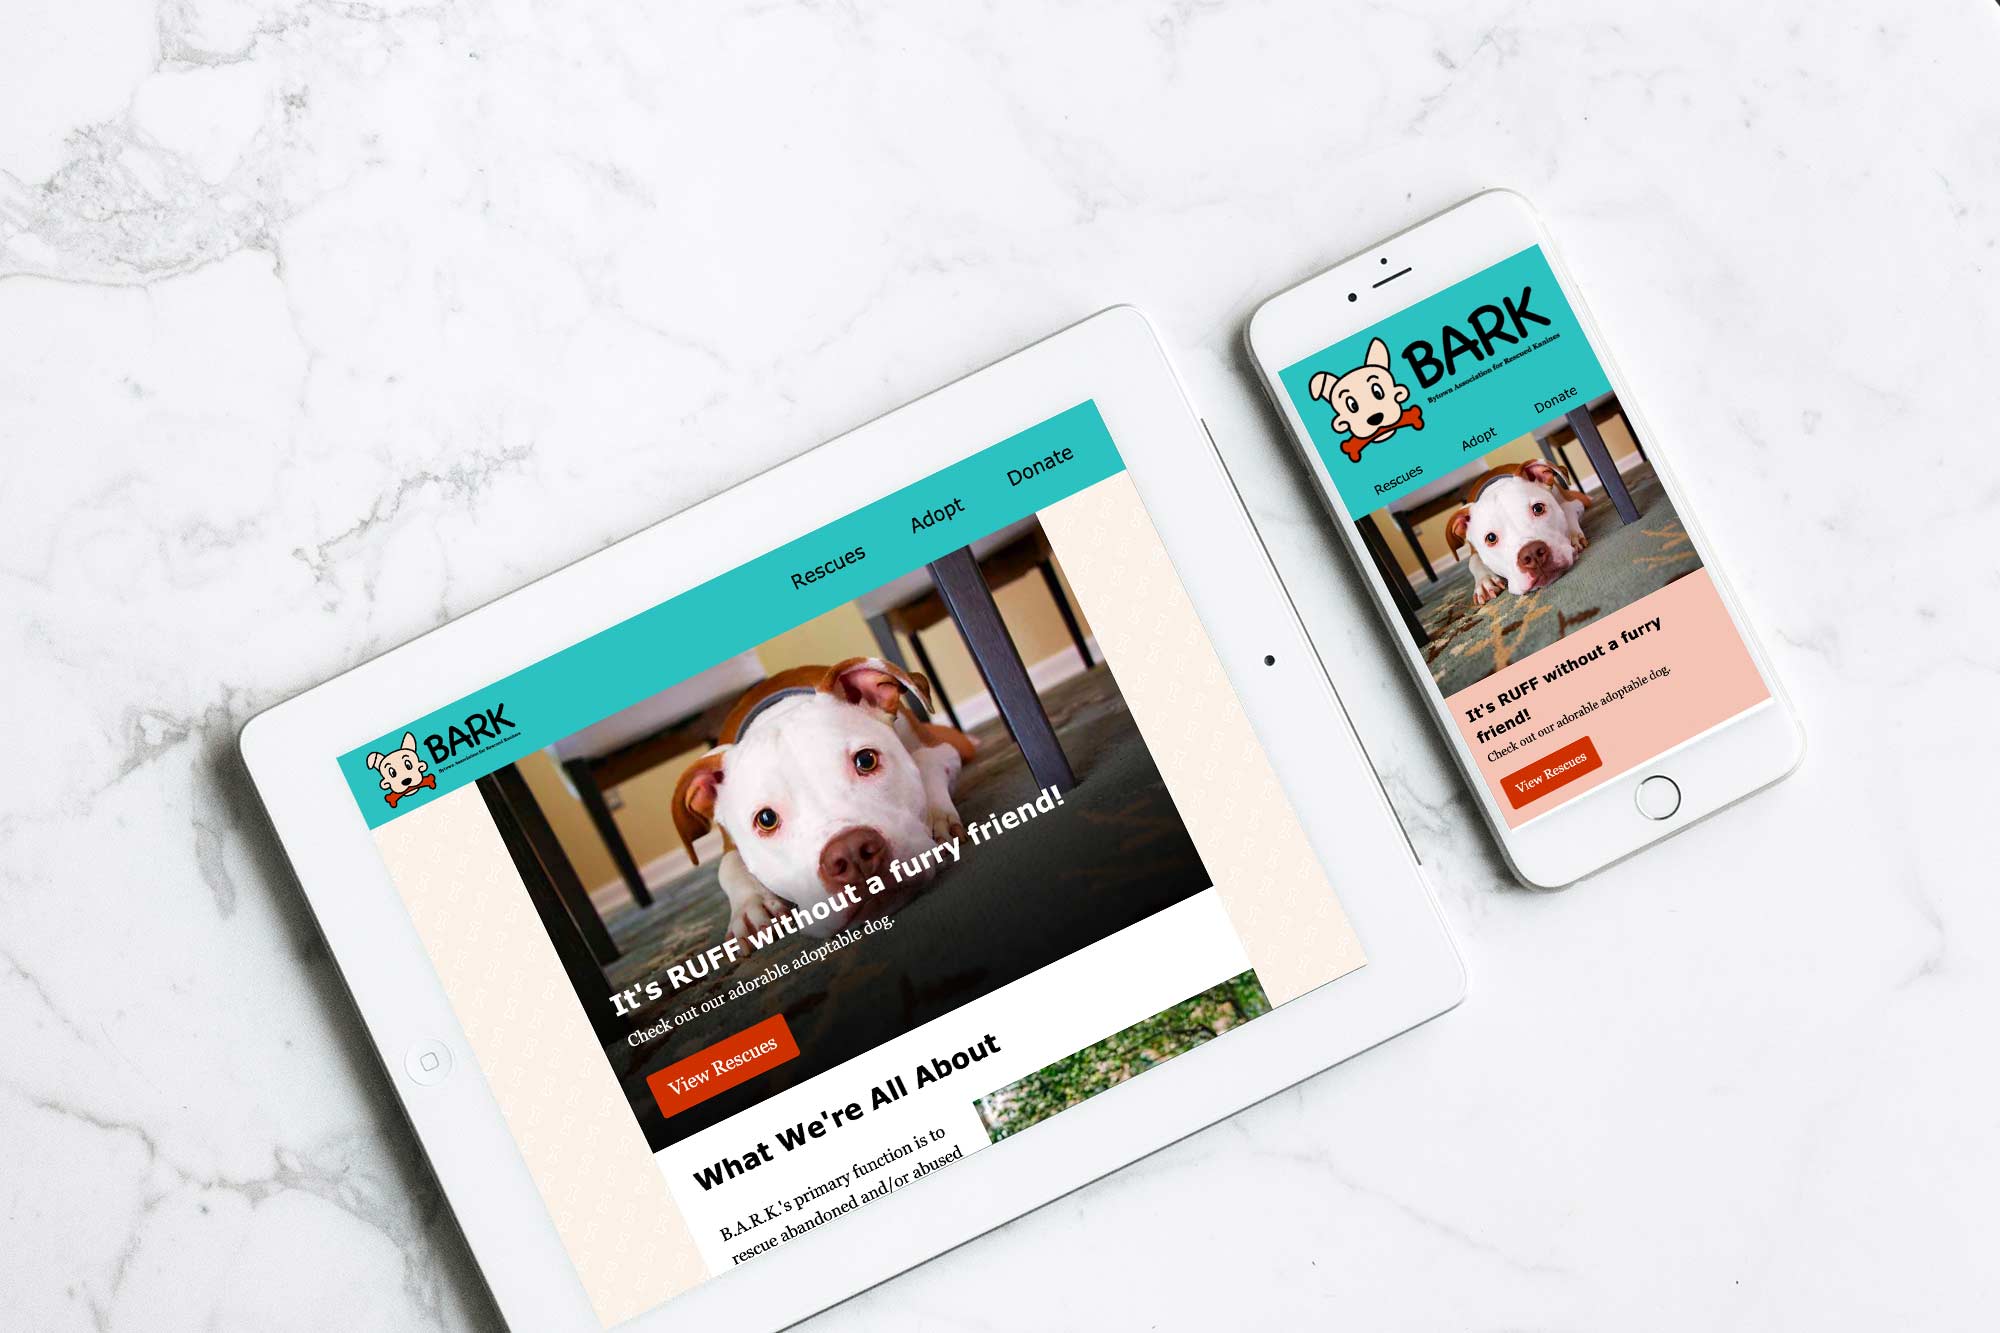 BARK
Bytown Association for Rescued Kanines
Rescues
Adopt
Donate
It's RUFF without a furry friend!
Check out our adorable adoptable dog.
View Rescues
What We're All About
B.A.R.K.'s primary function is to
rescue abandoned and/or abused
BARK
Bytown Association for Rescued Kanines
Rescues
Adopt
Donate
It's RUFF without a furry
friend!
Check out our adorable adoptable dog.
View Rescues